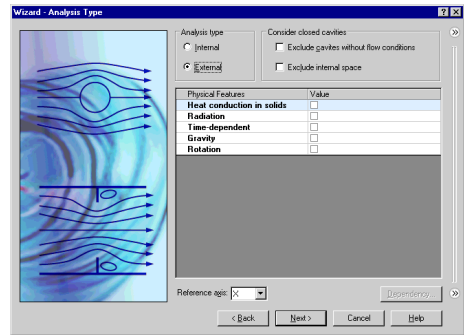 Wizard - Analysis Type
Analysis type
Internal
External
Consider closed cavities
Exclude cavites without flow conditions
Exclude internal space
Physical Features Value
Heat conduction in solids
Radiation
Time-dependent
Gravity
Rotation
Reference axis: X
Dependency...
< Back Next > Cancel Help